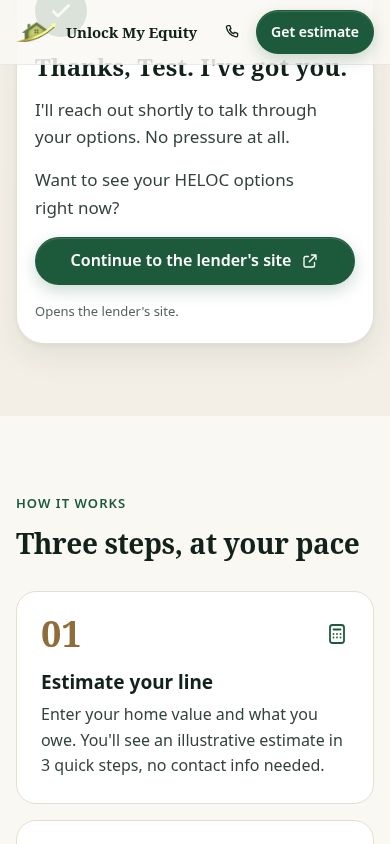 Unlock My Equity
Get estimate
Thanks, Test. I've got you.
I'll reach out shortly to talk through
your options. No pressure at all.
Want to see your HELOC options
right now?
Continue to the lender's site
Opens the lender's site.
HOW IT WORKS
Three steps, at your pace
01
Estimate your line
Enter your home value and what you
owe. You'll see an illustrative estimate in
3 quick steps, no contact info needed.